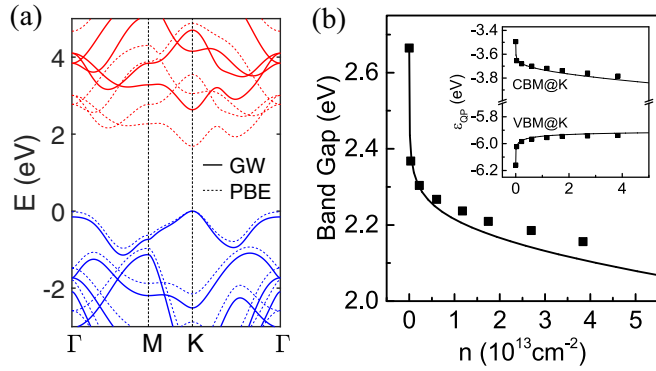 (a)
E (eV)
4
2
0
-2
GW
PBE
Γ
M
K
Γ
(b)
Band Gap (eV)
2.6
2.4
2.2
2.0
0
1
2
3
4
5
n (10¹³cm⁻²)
ε_QP (eV)
-3.4
-3.6
-3.8
-6.0
-6.2
CBM@K
VBM@K
0
2
4